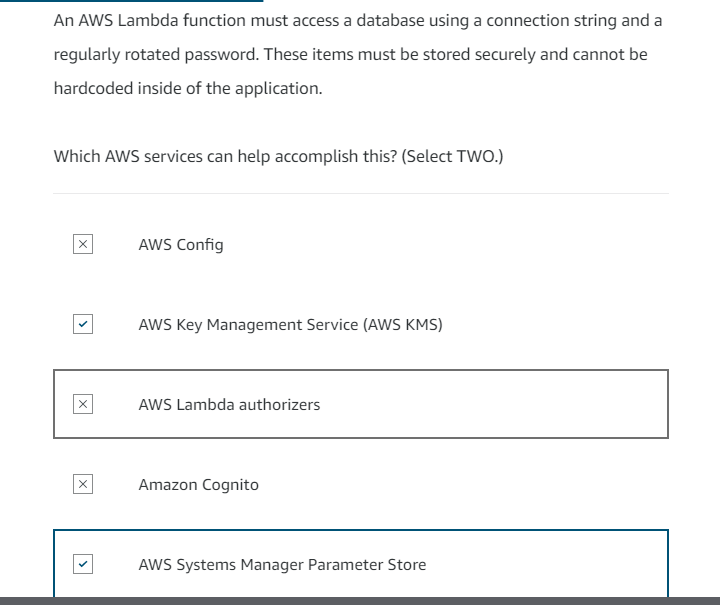 An AWS Lambda function must access a database using a connection string and a
regularly rotated password. These items must be stored securely and cannot be
hardcoded inside of the application.
Which AWS services can help accomplish this? (Select TWO.)
AWS Config
AWS Key Management Service (AWS KMS)
AWS Lambda authorizers
Amazon Cognito
AWS Systems Manager Parameter Store